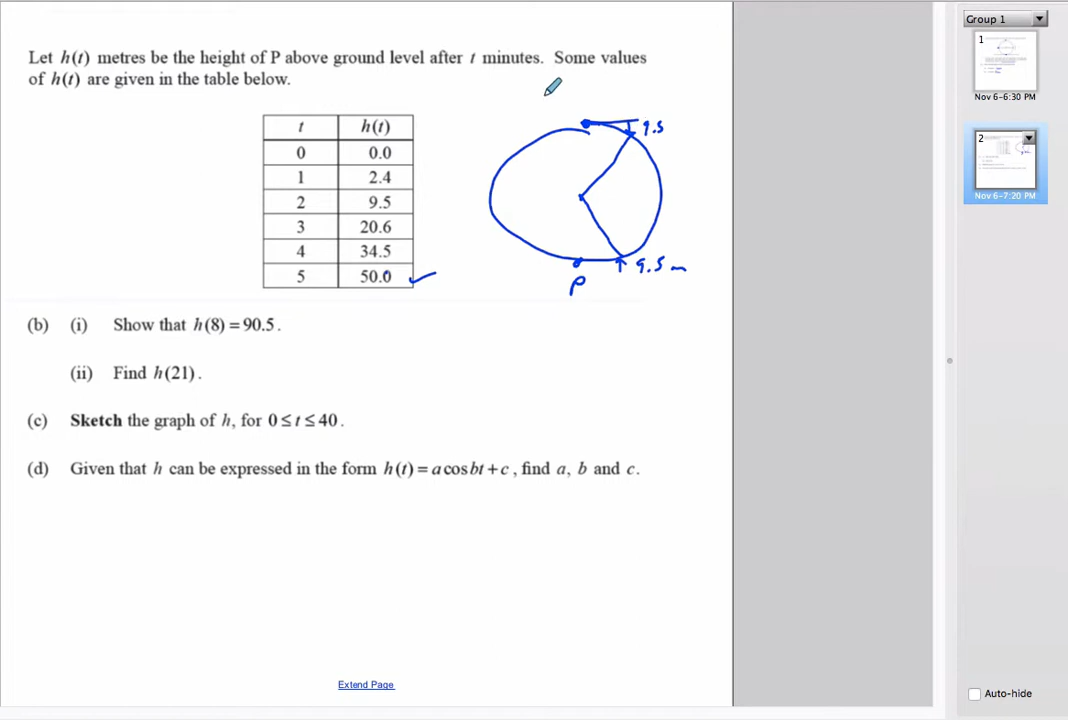 Let h(t) metres be the height of P above ground level after t minutes. Some values
of h(t) are given in the table below.
t h(t)
0 0.0
1 2.4
2 9.5
3 20.6
4 34.5
5 50.0
9.5
9.5 m
P
(b) (i) Show that h(8) = 90.5.
(ii) Find h(21).
(c) Sketch the graph of h, for 0 ≤ t ≤ 40.
(d) Given that h can be expressed in the form h(t) = a cos bt + c, find a, b and c.
Extend Page
Group 1
1
Nov 6-6:30 PM
2
Nov 6-7:20 PM
Auto-hide